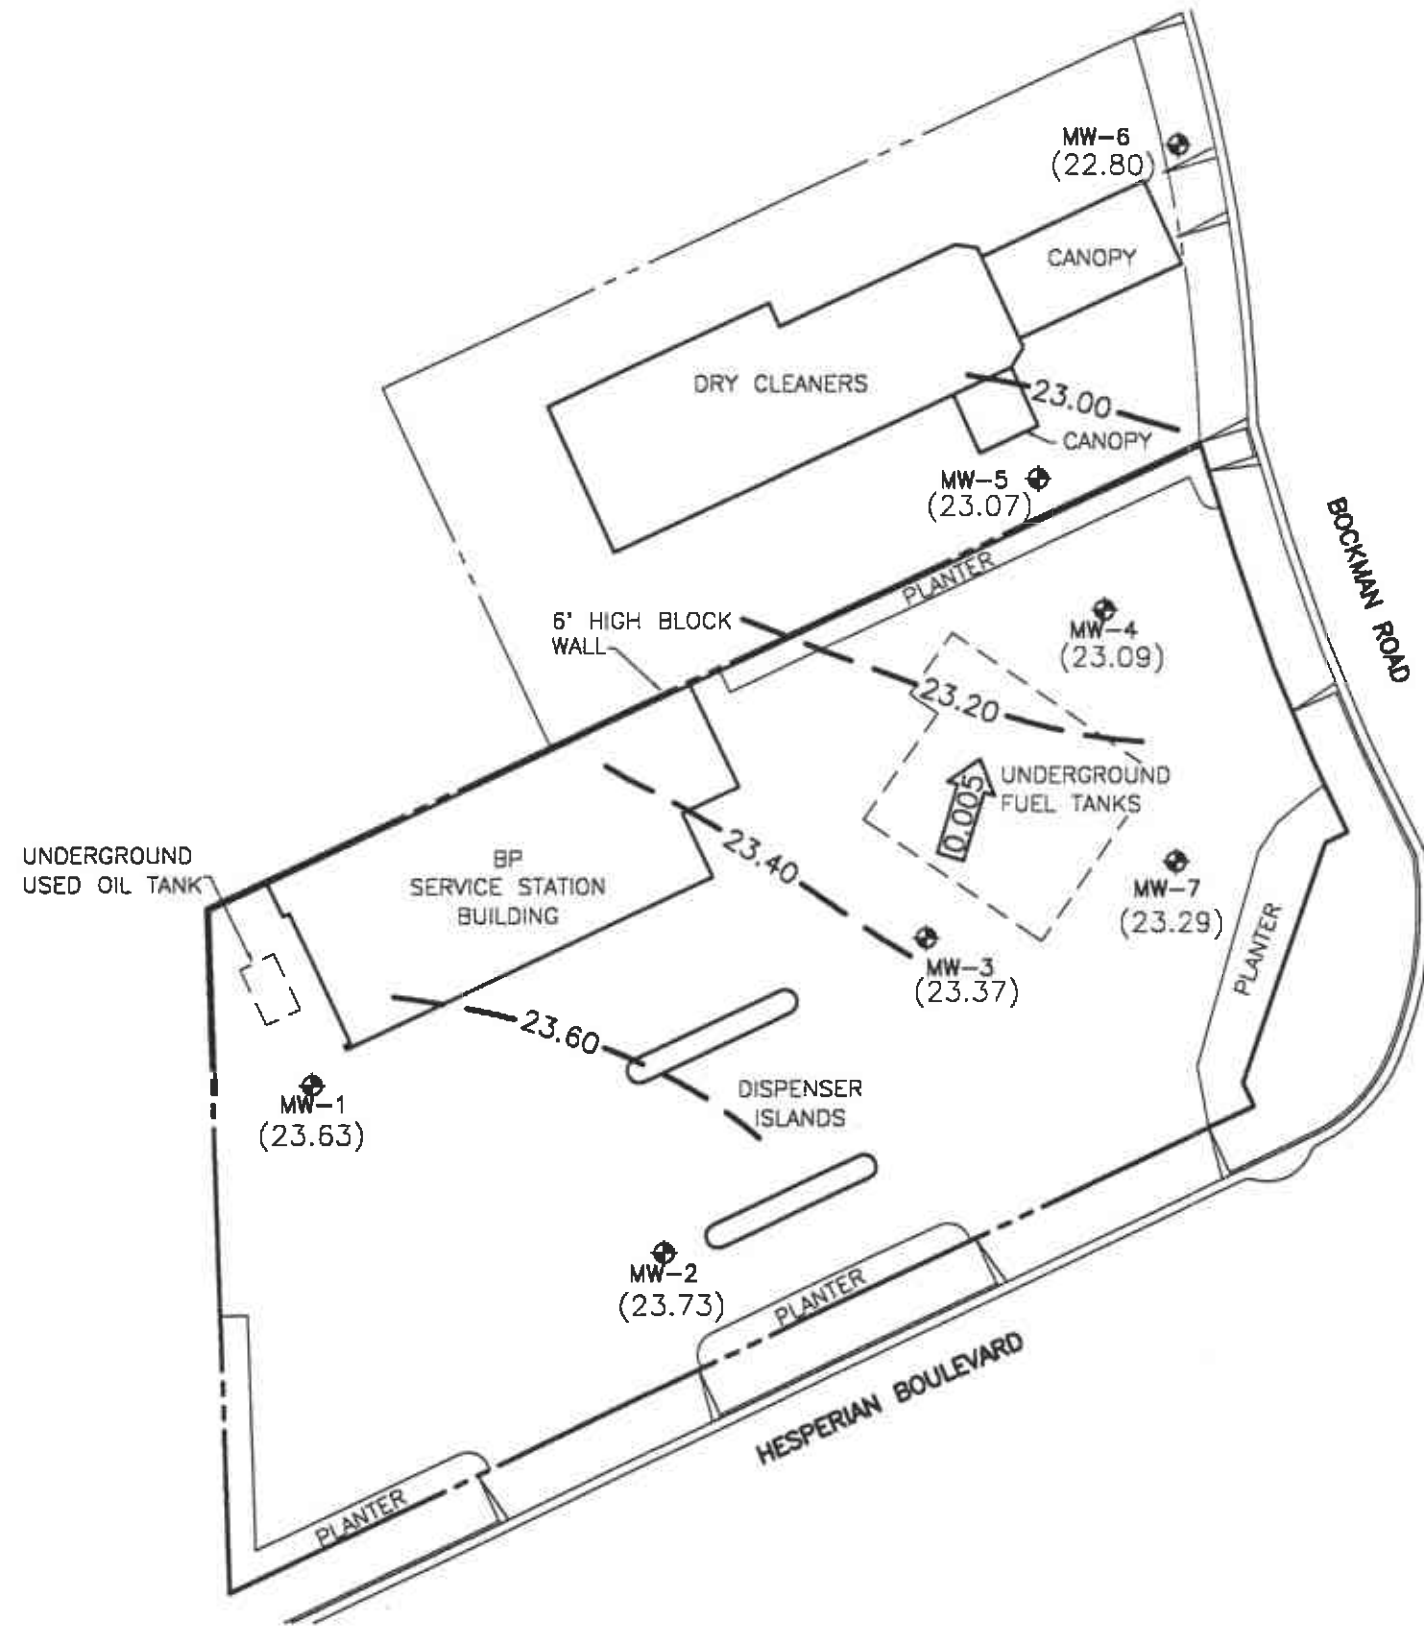 MW-6
(22.80)
CANOPY
DRY CLEANERS
23.00
CANOPY
MW-5
(23.07)
BOCKMAN ROAD
PLANTER
6' HIGH BLOCK
WALL
MW-4
(23.09)
23.20
UNDERGROUND
FUEL TANKS
0.005
UNDERGROUND
USED OIL TANK
BP
SERVICE STATION
BUILDING
23.40
MW-7
(23.29)
PLANTER
MW-3
(23.37)
23.60
DISPENSER
ISLANDS
MW-1
(23.63)
MW-2
(23.73)
PLANTER
HESPERIAN BOULEVARD
PLANTER